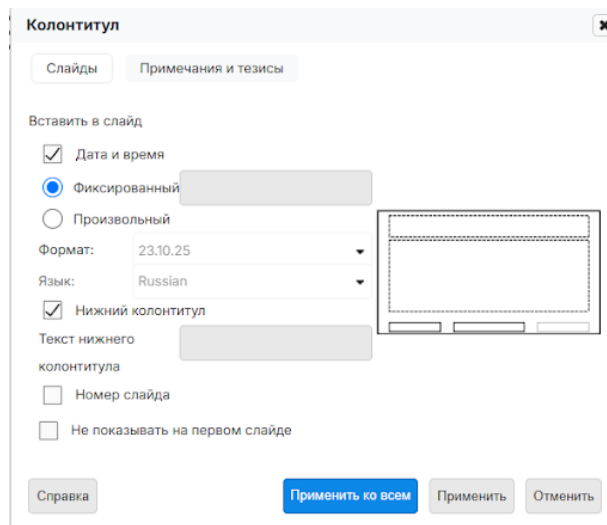 Колонтитул
Слайды Примечания и тезисы
Вставить в слайд
Дата и время
Фиксированный
Произвольный
Формат: 23.10.25
Язык: Russian
Нижний колонтитул
Текст нижнего
колонтитула
Номер слайда
Не показывать на первом слайде
Справка Применить ко всем Применить Отменить